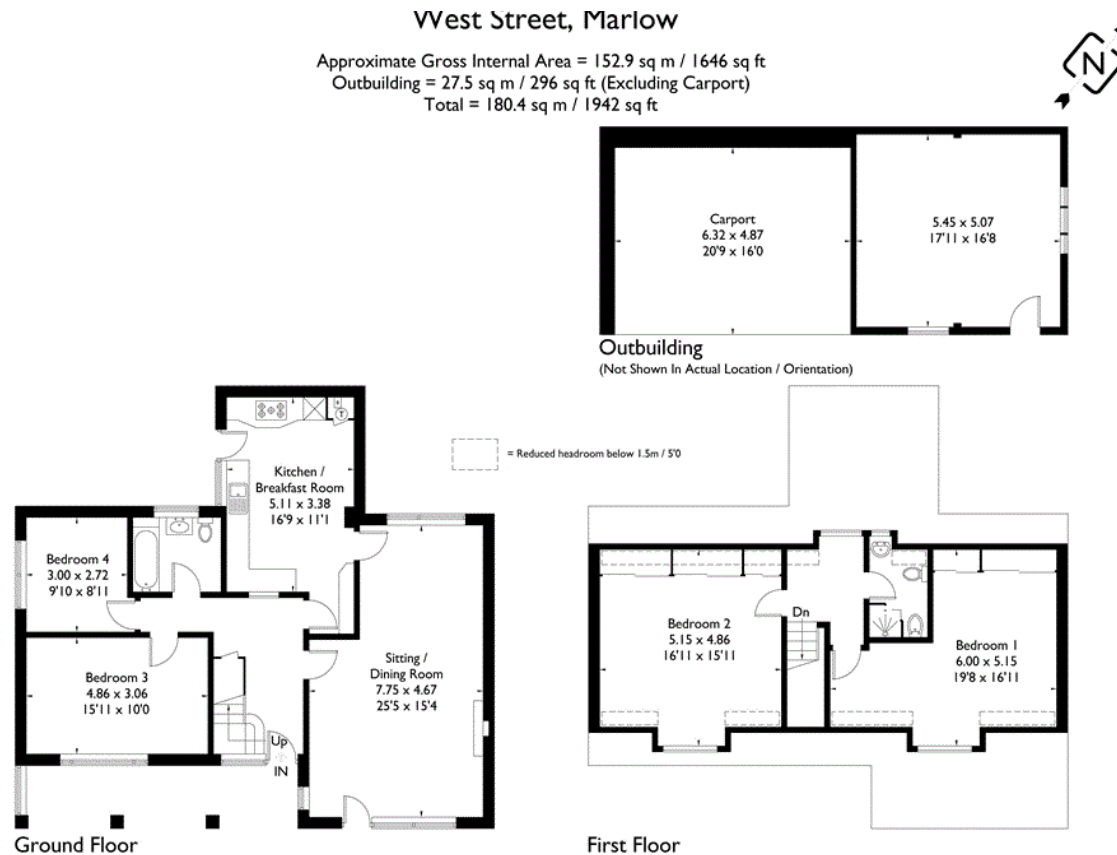 West Street, Marlow
Approximate Gross Internal Area = 152.9 sq m / 1646 sq ft
Outbuilding = 27.5 sq m / 296 sq ft (Excluding Carport)
Total = 180.4 sq m / 1942 sq ft
N
Carport
6.32 x 4.87
20'9 x 16'0
5.45 x 5.07
17'11 x 16'8
Outbuilding
(Not Shown In Actual Location / Orientation)
= Reduced headroom below 1.5m / 5'0
T
Kitchen /
Breakfast Room
5.11 x 3.38
16'9 x 11'1
Bedroom 4
3.00 x 2.72
9'10 x 8'11
Bedroom 3
4.86 x 3.06
15'11 x 10'0
Sitting /
Dining Room
7.75 x 4.67
25'5 x 15'4
Up
IN
Ground Floor
Dn
Bedroom 2
5.15 x 4.86
16'11 x 15'11
Bedroom 1
6.00 x 5.15
19'8 x 16'11
First Floor